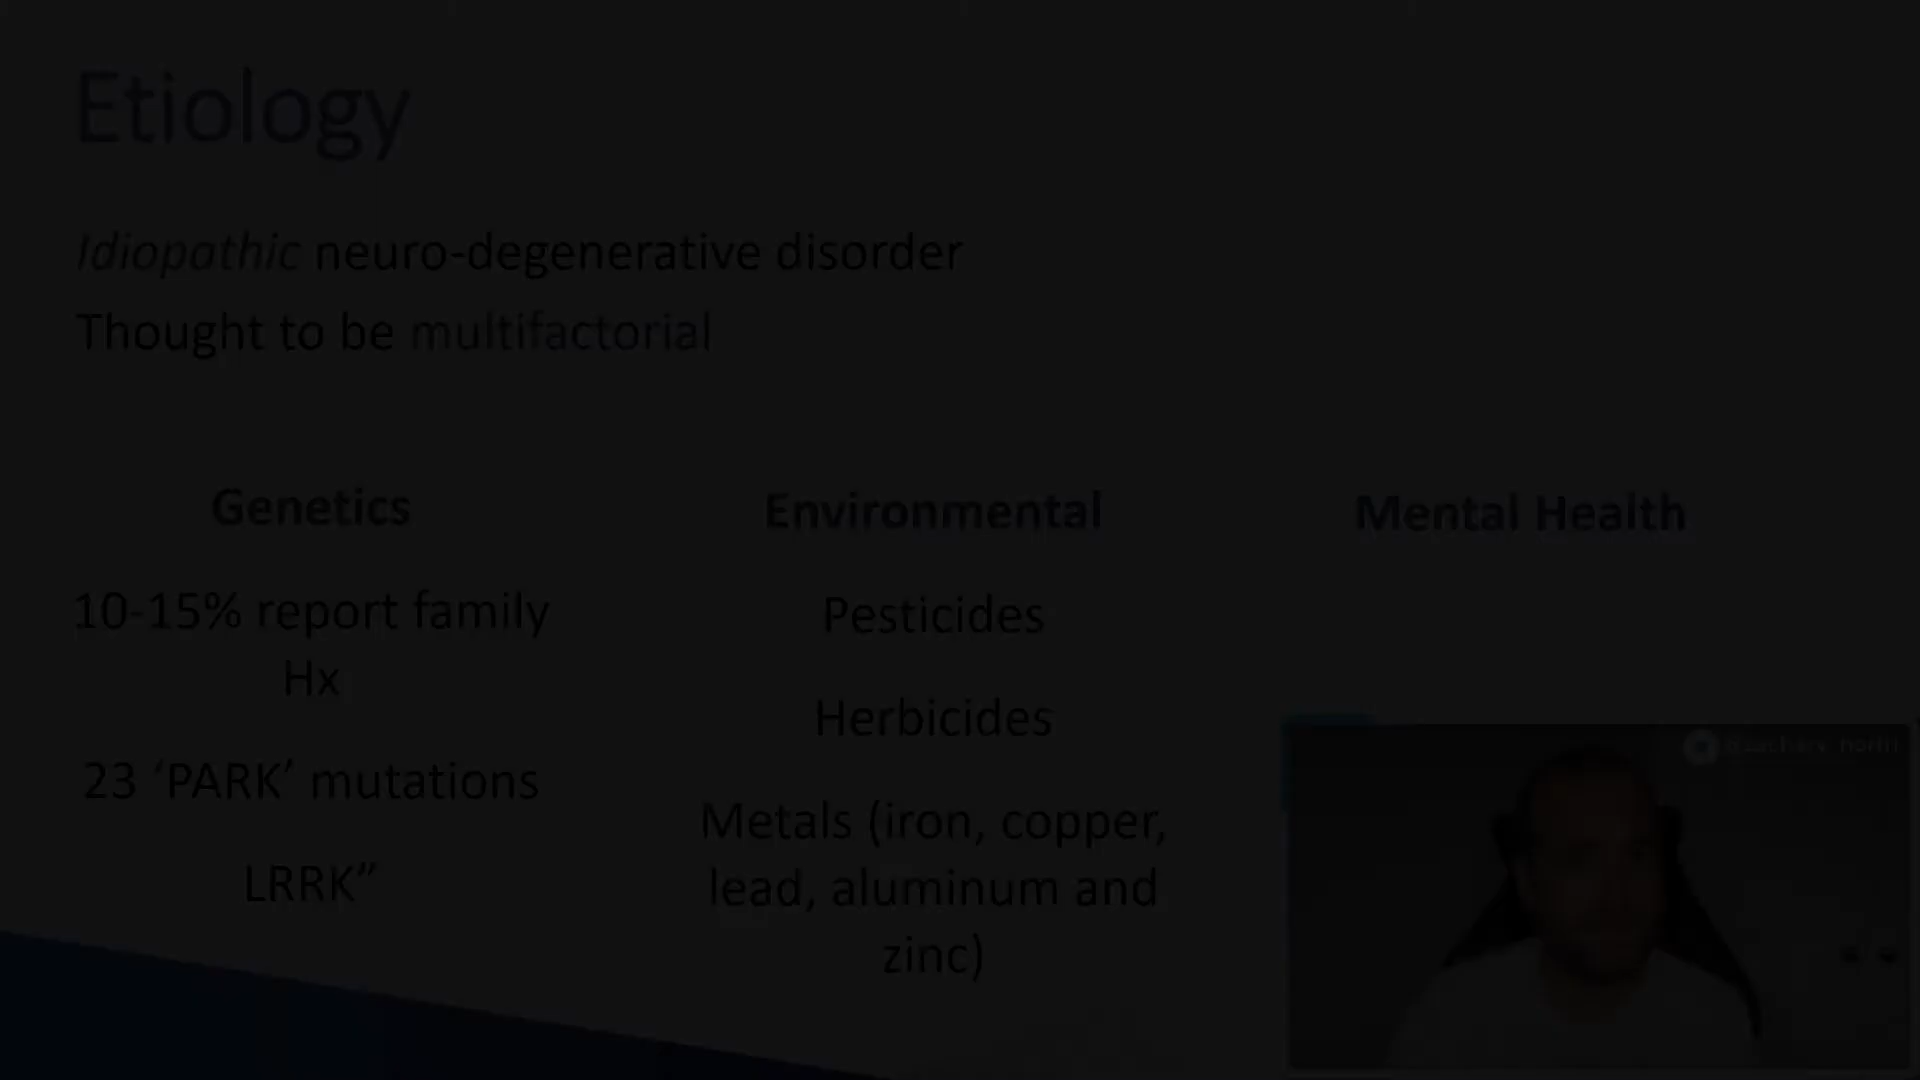 Etiology
Idiopathic neuro-degenerative disorder
Thought to be multifactorial
Genetics
10-15% report family
Hx
23 ‘PARK’ mutations
LRRK”
Environmental
Pesticides
Herbicides
Metals (iron, copper,
lead, aluminum and
zinc)
Mental Health